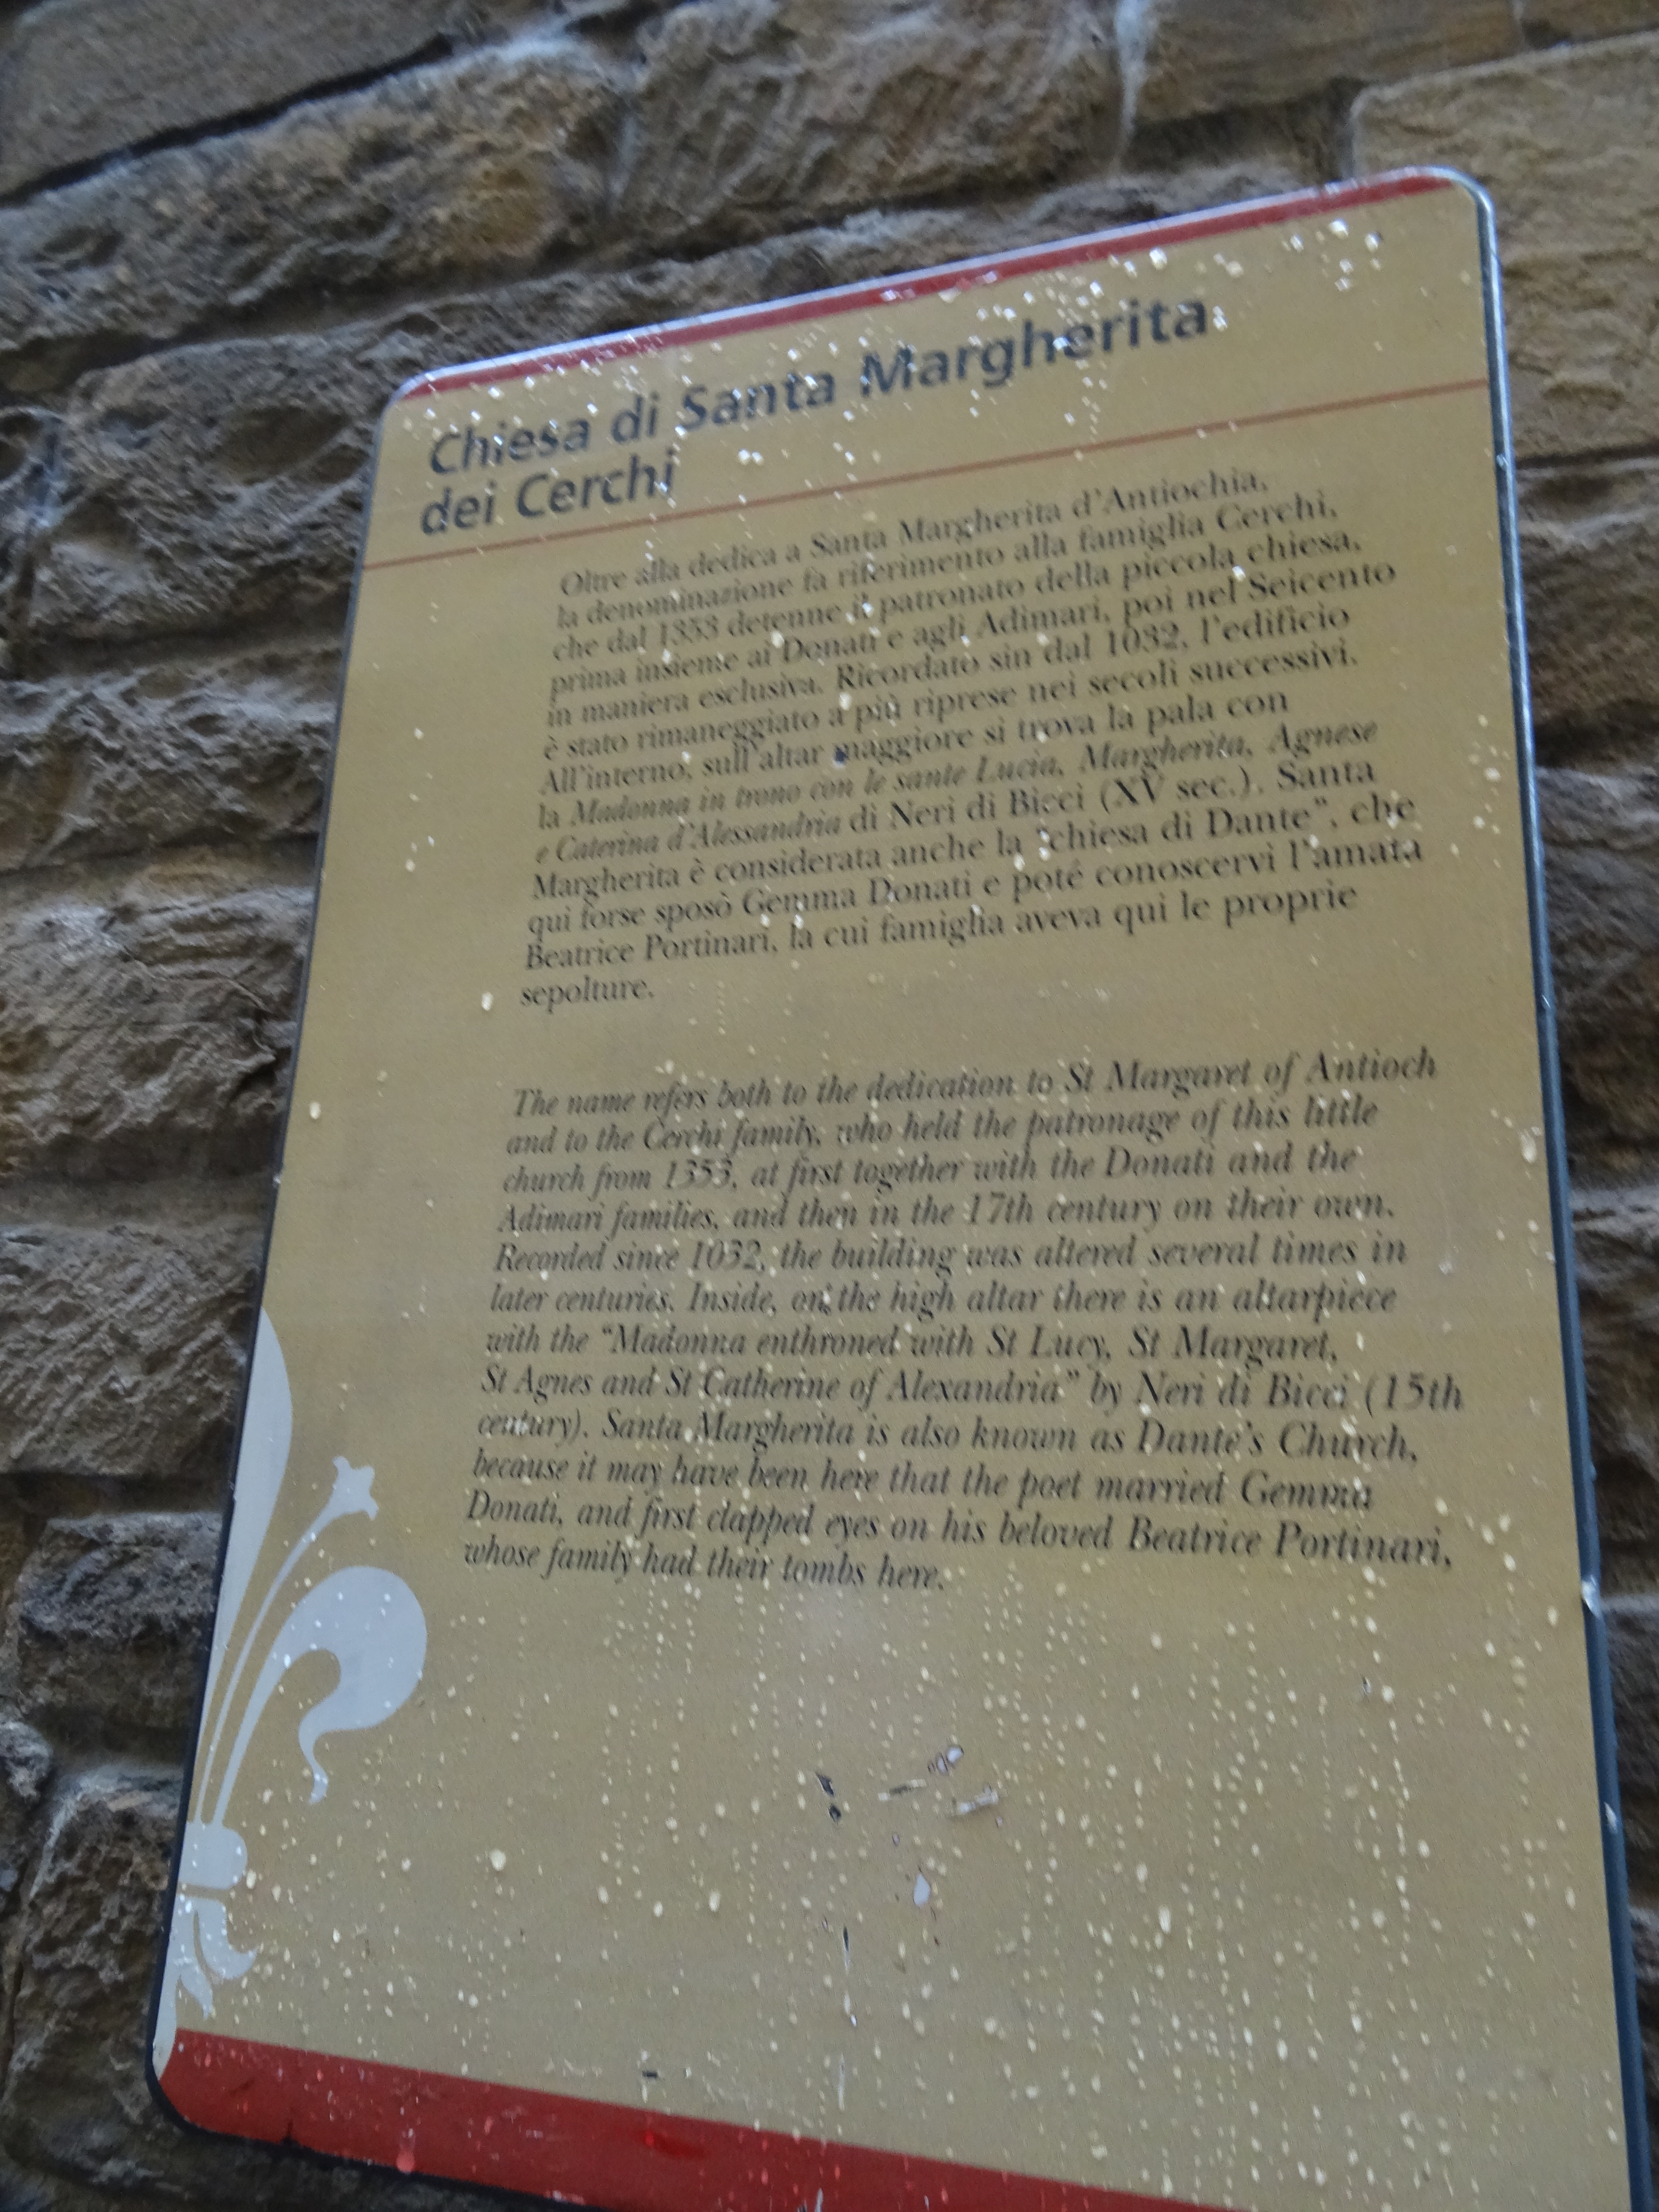 Chiesa di Santa Margherita
dei Cerchi
Oltre alla dedica a Santa Margherita d'Antiochia,
la denominazione fa riferimento alla famiglia Cerchi,
che dal 1353 detenne il patronato della piccola chiesa,
prima insieme ai Donati e agli Adimari, poi nel Seicento
in maniera esclusiva. Ricordato sin dal 1032, l'edificio
è stato rimaneggiato a più riprese nei secoli successivi.
All'interno, sull'altar maggiore si trova la pala con
la Madonna in trono con le sante Lucia, Margherita, Agnese
e Caterina d'Alessandria di Neri di Bicci (XV sec.). Santa
Margherita è considerata anche la "chiesa di Dante", che
qui forse sposò Gemma Donati e poté conoscervi l'amata
Beatrice Portinari, la cui famiglia aveva qui le proprie
sepolture.
The name refers both to the dedication to St Margaret of Antioch
and to the Cerchi family, who held the patronage of this little
church from 1353, at first together with the Donati and the
Adimari families, and then in the 17th century on their own.
Recorded since 1032, the building was altered several times in
later centuries. Inside, on the high altar there is an altarpiece
with the "Madonna enthroned with St Lucy, St Margaret,
St Agnes and St Catherine of Alexandria" by Neri di Bicci (15th
century). Santa Margherita is also known as Dante's Church,
because it may have been here that the poet married Gemma
Donati, and first clapped eyes on his beloved Beatrice Portinari,
whose family had their tombs here.